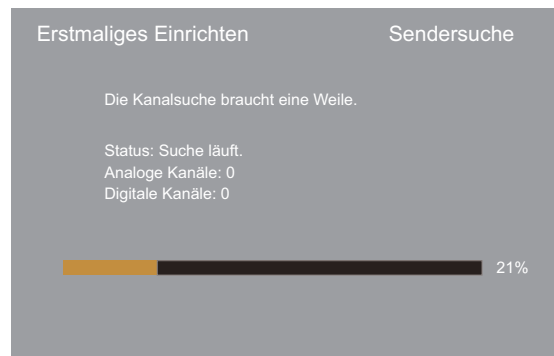 Erstmaliges Einrichten Sendersuche
Die Kanalsuche braucht eine Weile.
Status: Suche läuft.
Analoge Kanäle: 0
Digitale Kanäle: 0
21%